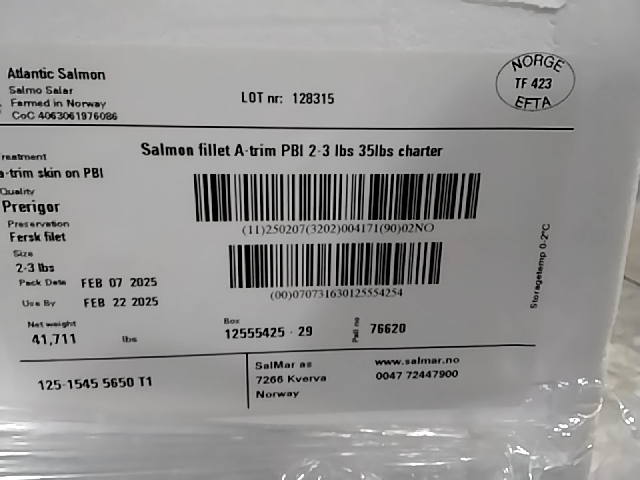 Atlantic Salmon
Salmo Salar
Farmed in Norway
CoC 4063061976086
LOT nr: 128315
NORGE
TF 423
EFTA
Salmon fillet A-trim PBI 2-3 lbs 35lbs charter
reatment
a-trim skin on PBI
Quality
Prerigor
Preservation
Fersk filet
Size
2-3 lbs
Pack Date FEB 07 2025
Use By FEB 22 2025
(11)250207(3202)004171(90)02NO
(00)070731630125554254
Storagetemp 0-2°C
Net weight
41,711 lbs
Box
12555425 - 29
Pall no
76620
125-1545 5650 T1
SalMar as
7266 Kverva
Norway
www.salmar.no
0047 72447900